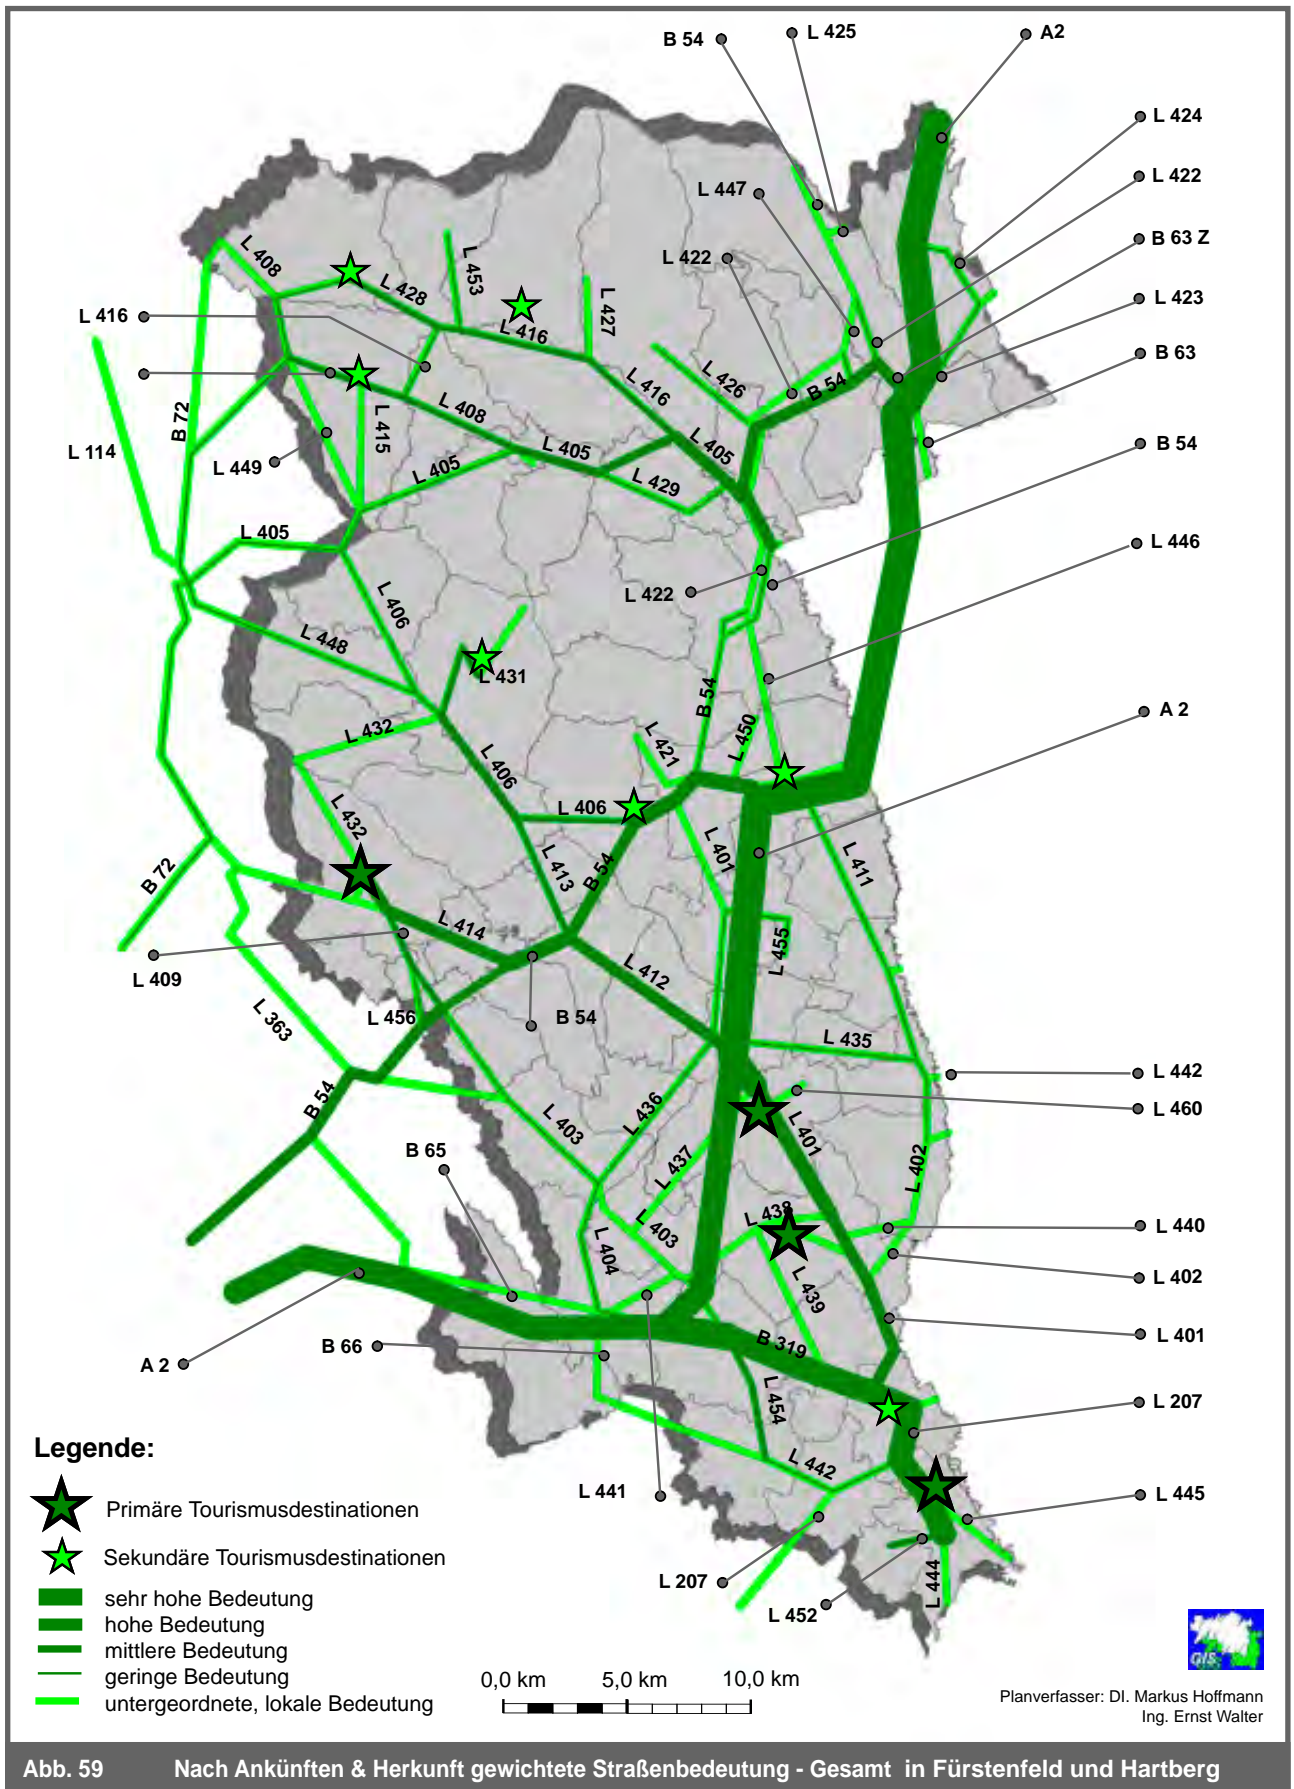 B 54
L 425
A2
L 424
L 447
L 422
L 422
B 63 Z
L 408
L 453
L 428
L 427
L 423
L 416
L 416
B 63
L 426
B 54
L 416
L 408
B 72
L 415
L 114
L 449
L 405
L 405
L 405
L 429
B 54
L 405
L 446
L 422
L 406
L 448
L 431
B 54
A 2
L 432
L 421
L 450
L 406
L 406
L 432
L 401
L 411
B 72
L 413
B 54
L 414
L 455
L 409
L 412
L 363
L 456
B 54
L 435
L 442
B 54
L 436
L 460
L 403
L 401
B 65
L 437
L 402
L 438
L 440
L 403
L 404
L 402
L 439
L 401
B 66
B 319
A 2
L 454
L 207
L 442
L 441
L 445
L 207
L 452
L 444
Legende:
Primäre Tourismusdestinationen
Sekundäre Tourismusdestinationen
sehr hohe Bedeutung
hohe Bedeutung
mittlere Bedeutung
geringe Bedeutung
untergeordnete, lokale Bedeutung
0,0 km 5,0 km 10,0 km
GIS
Planverfasser: DI. Markus Hoffmann
Ing. Ernst Walter
Abb. 59 Nach Ankünften & Herkunft gewichtete Straßenbedeutung - Gesamt in Fürstenfeld und Hartberg